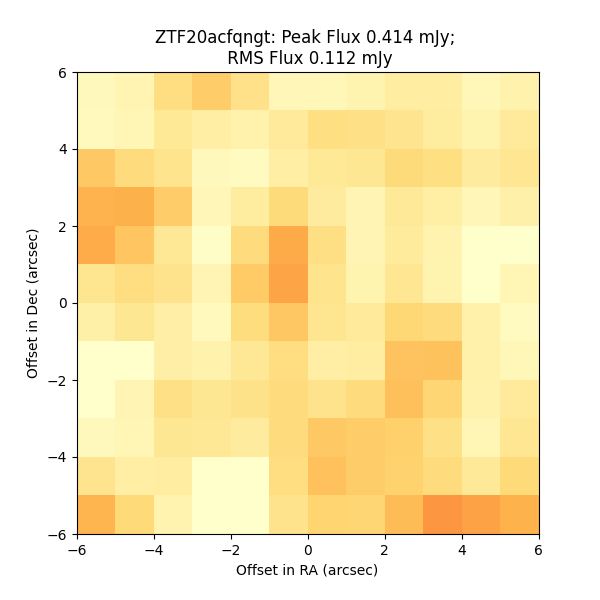 ZTF20acfqngt: Peak Flux 0.414 mJy;
RMS Flux 0.112 mJy
6
4
2
0
−2
−4
−6
Offset in Dec (arcsec)
−6 −4 −2 0 2 4 6
Offset in RA (arcsec)